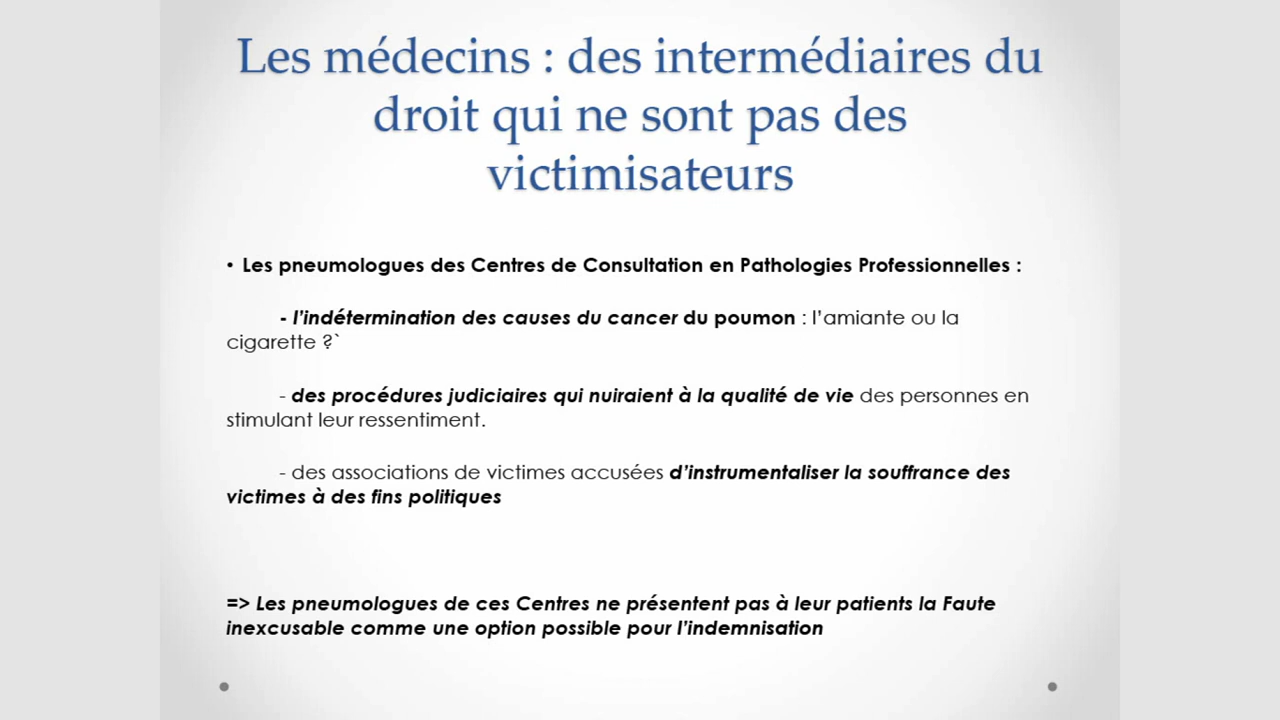 Les médecins : des intermédiaires du
droit qui ne sont pas des
victimisateurs
• Les pneumologues des Centres de Consultation en Pathologies Professionnelles :
- l’indétermination des causes du cancer du poumon : l’amiante ou la
cigarette ?`
- des procédures judiciaires qui nuiraient à la qualité de vie des personnes en
stimulant leur ressentiment.
- des associations de victimes accusées d’instrumentaliser la souffrance des
victimes à des fins politiques
=> Les pneumologues de ces Centres ne présentent pas à leur patients la Faute
inexcusable comme une option possible pour l’indemnisation